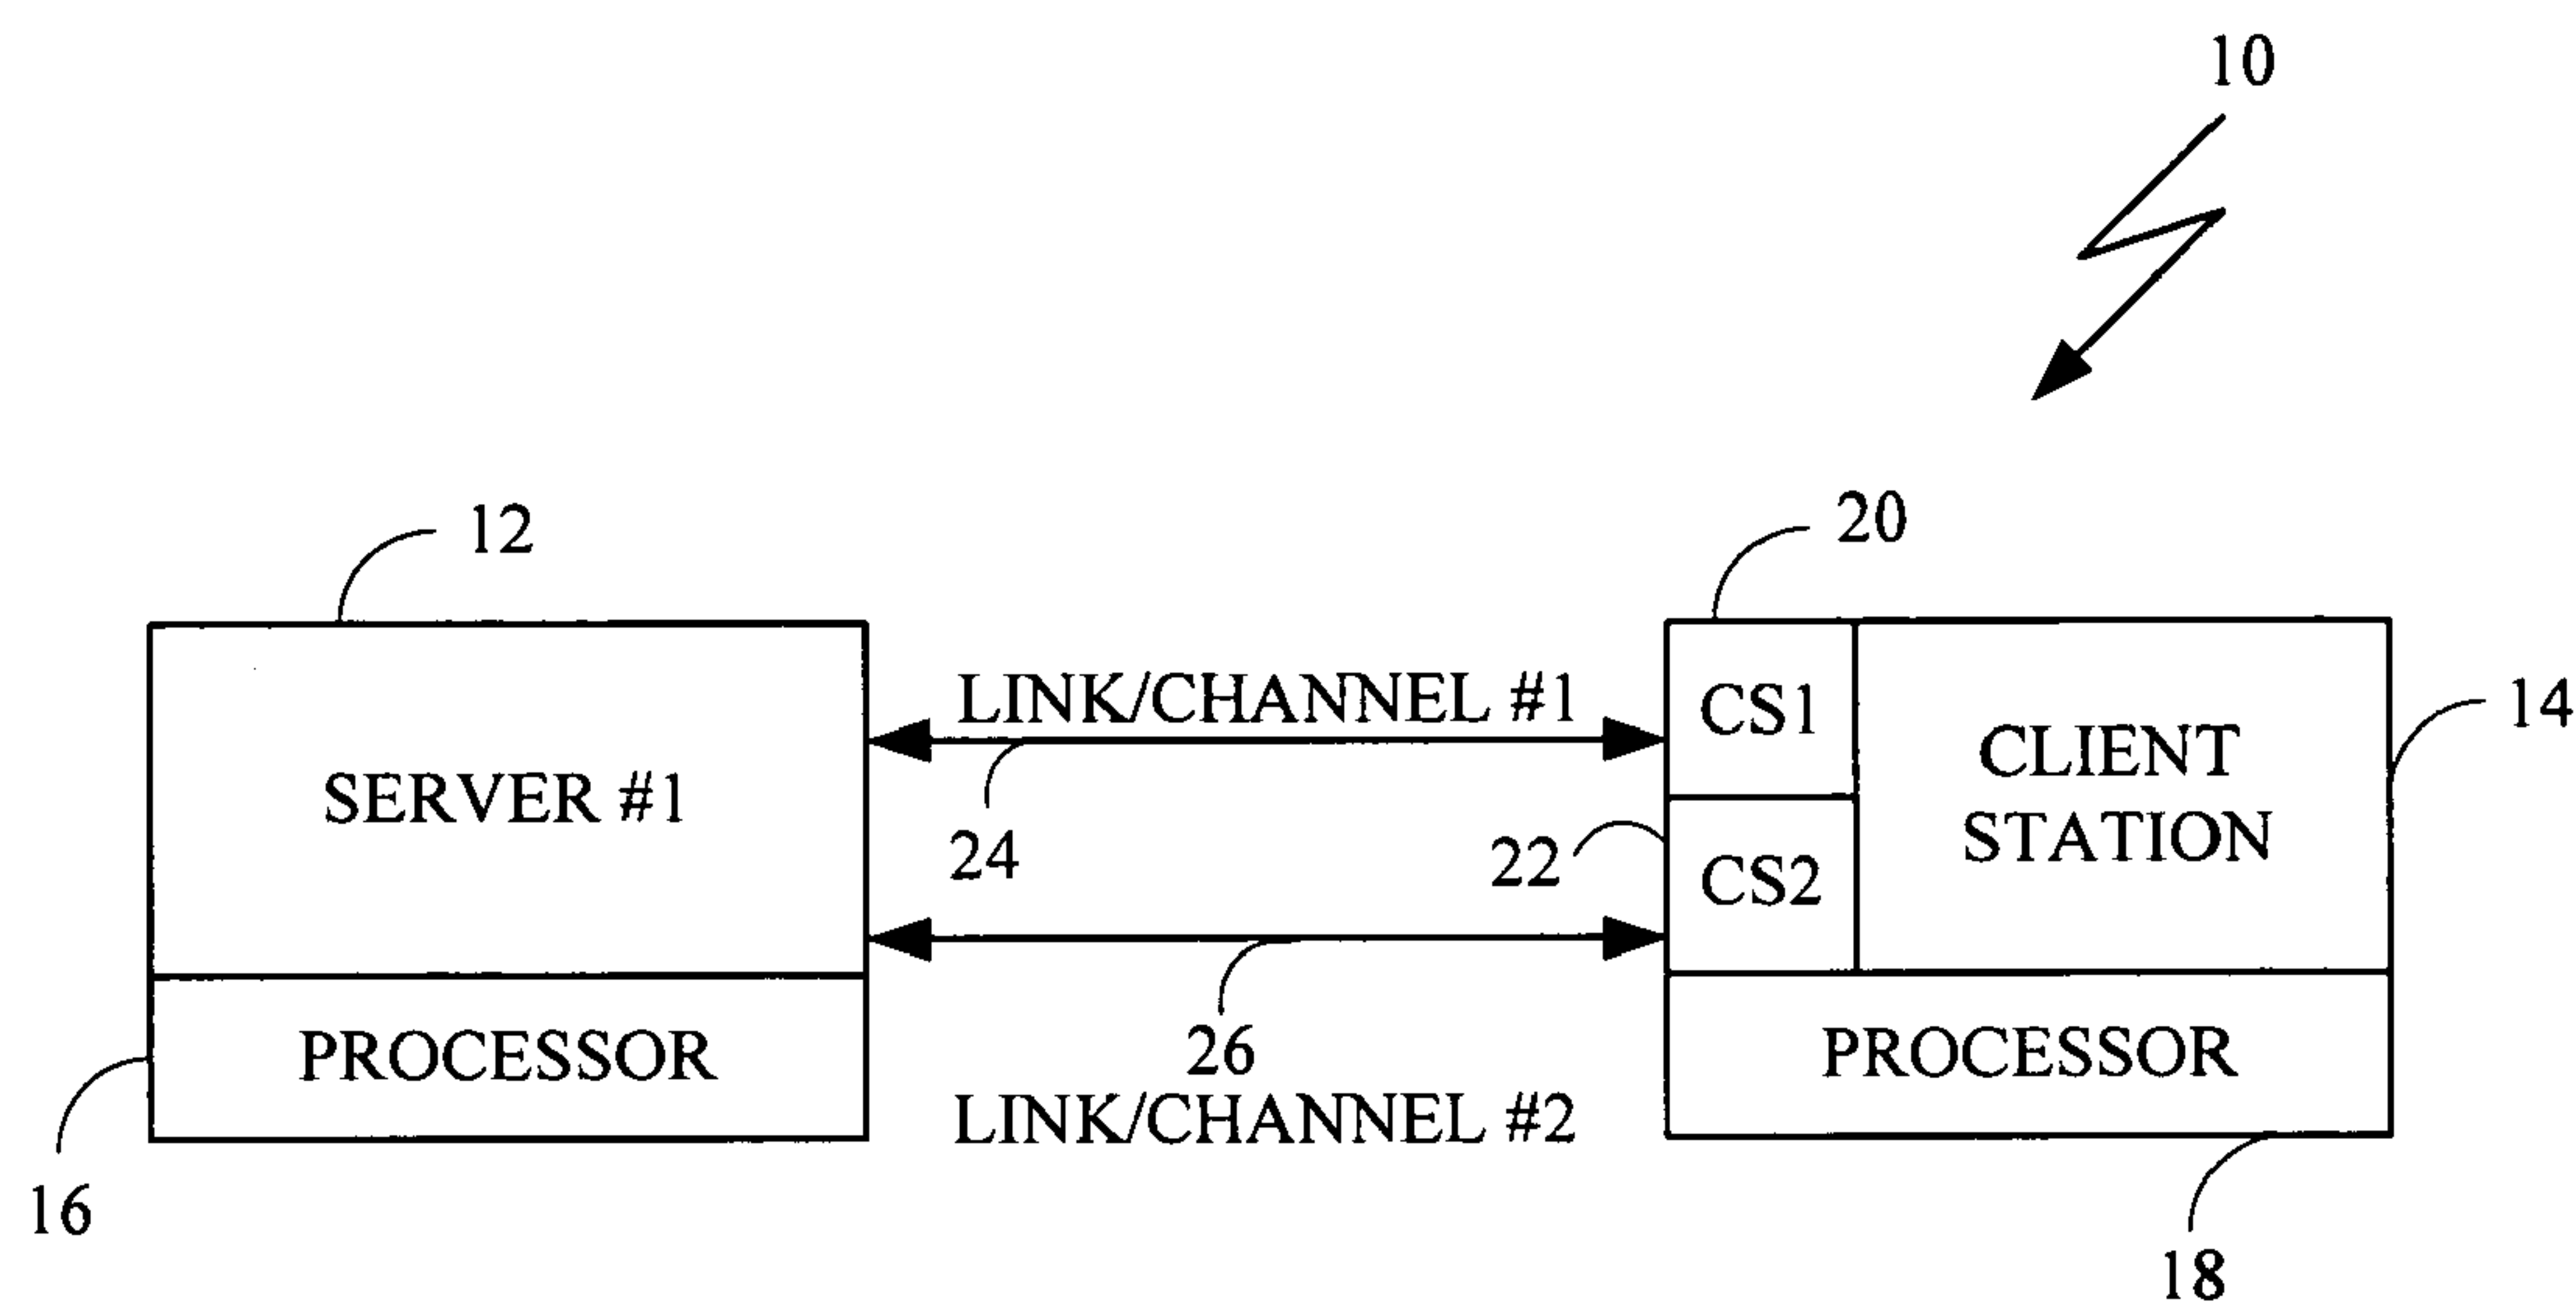 10
12
20
LINK/CHANNEL #1
CS1
14
SERVER #1
CLIENT
STATION
24
22
CS2
26
PROCESSOR
PROCESSOR
LINK/CHANNEL #2
16
18